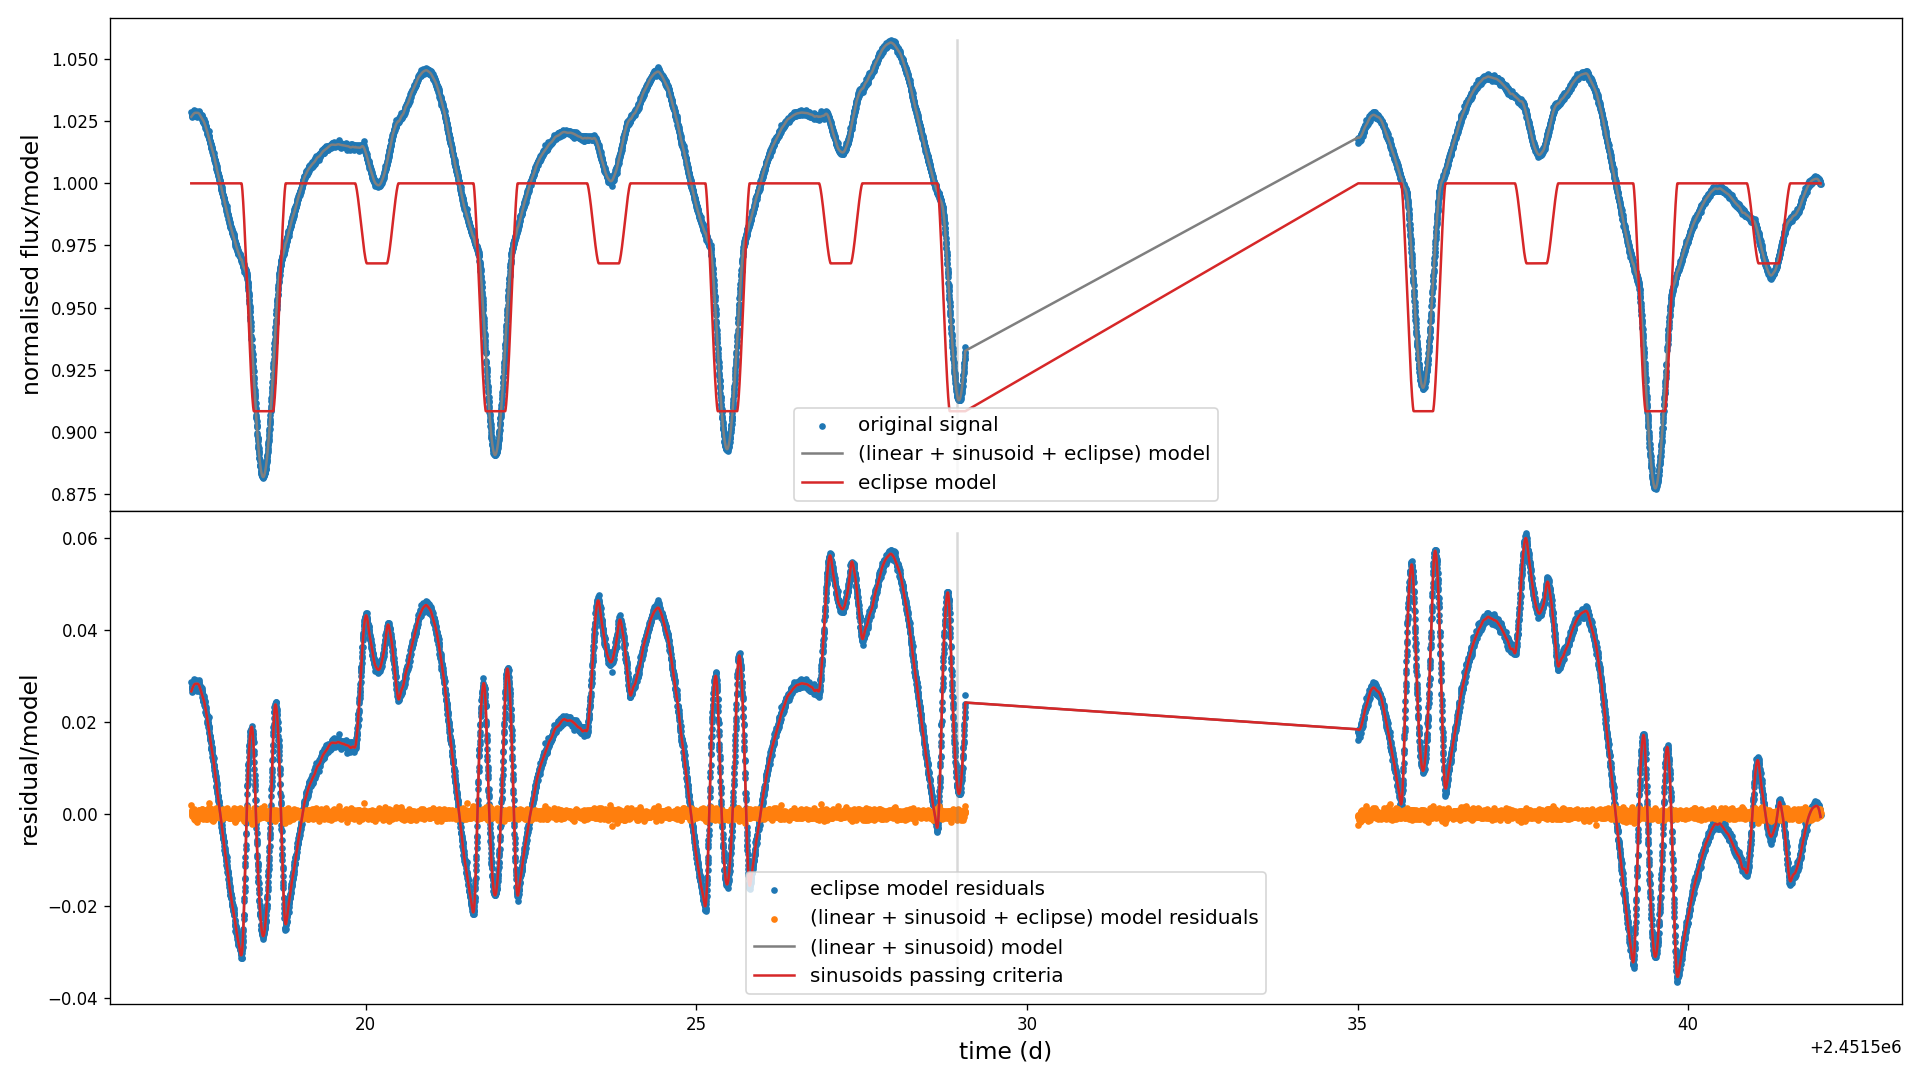 normalised flux/model
1.050
1.025
1.000
0.975
0.950
0.925
0.900
0.875
original signal
(linear + sinusoid + eclipse) model
eclipse model
residual/model
0.06
0.04
0.02
0.00
−0.02
−0.04
eclipse model residuals
(linear + sinusoid + eclipse) model residuals
(linear + sinusoid) model
sinusoids passing criteria
20
25
30
35
40
time (d)
+2.4515e6